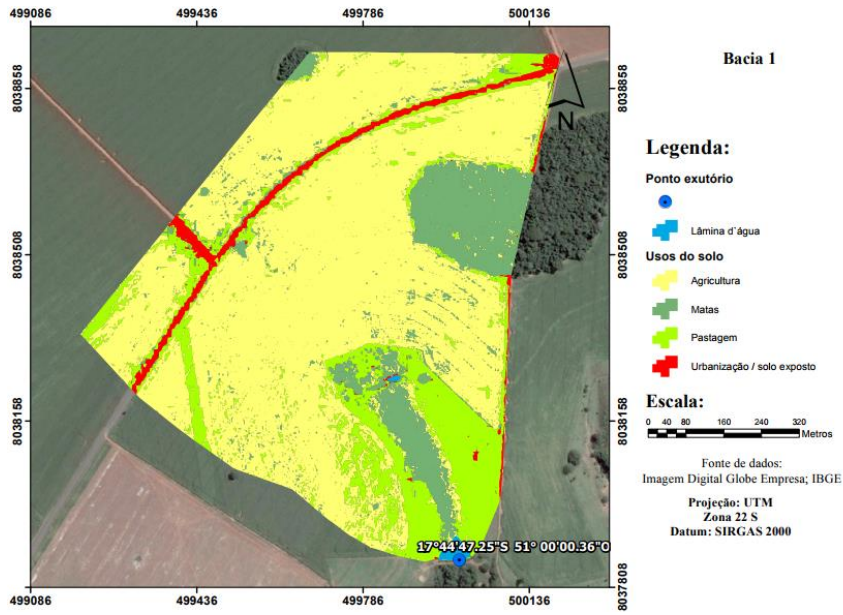 499086 499436 499786 500136
8038858 8038858
8038508 8038508
8038158 8038158
8037808
499086 499436 499786 500136
N
17°44'47.25"S 51° 00'00.36"O
Bacia 1
Legenda:
Ponto exutório
Lâmina d`água
Usos do solo
Agricultura
Matas
Pastagem
Urbanização / solo exposto
Escala:
0 40 80 160 240 320
Metros
Fonte de dados:
Imagem Digital Globe Empresa; IBGE
Projeção: UTM
Zona 22 S
Datum: SIRGAS 2000